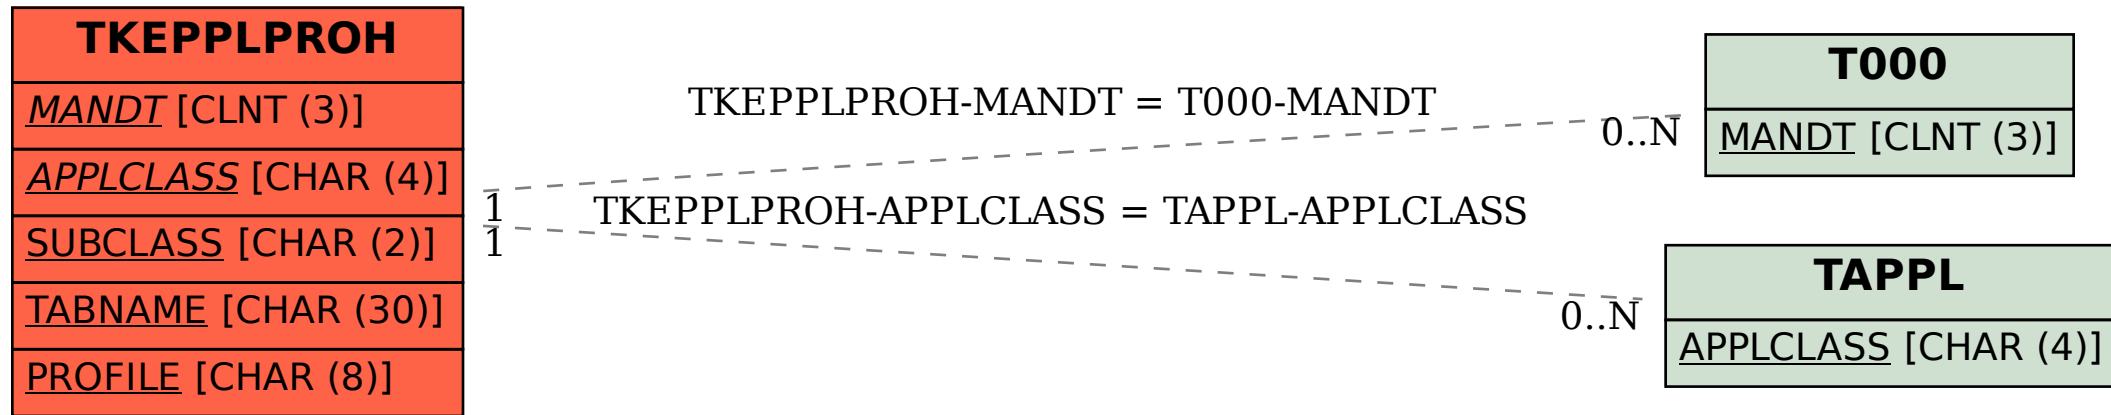 TKEPPLPROH
MANDT [CLNT (3)]
APPLCLASS [CHAR (4)]
SUBCLASS [CHAR (2)]
TABNAME [CHAR (30)]
PROFILE [CHAR (8)]
TKEPPLPROH-MANDT = T000-MANDT
0..N
1
TKEPPLPROH-APPLCLASS = TAPPL-APPLCLASS
1
0..N
T000
MANDT [CLNT (3)]
TAPPL
APPLCLASS [CHAR (4)]